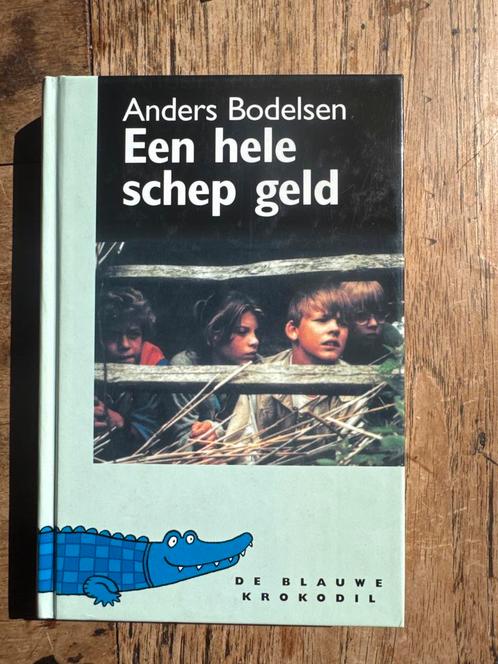 Anders Bodelsen
Een hele
schep geld
DE BLAUWE
KROKODIL